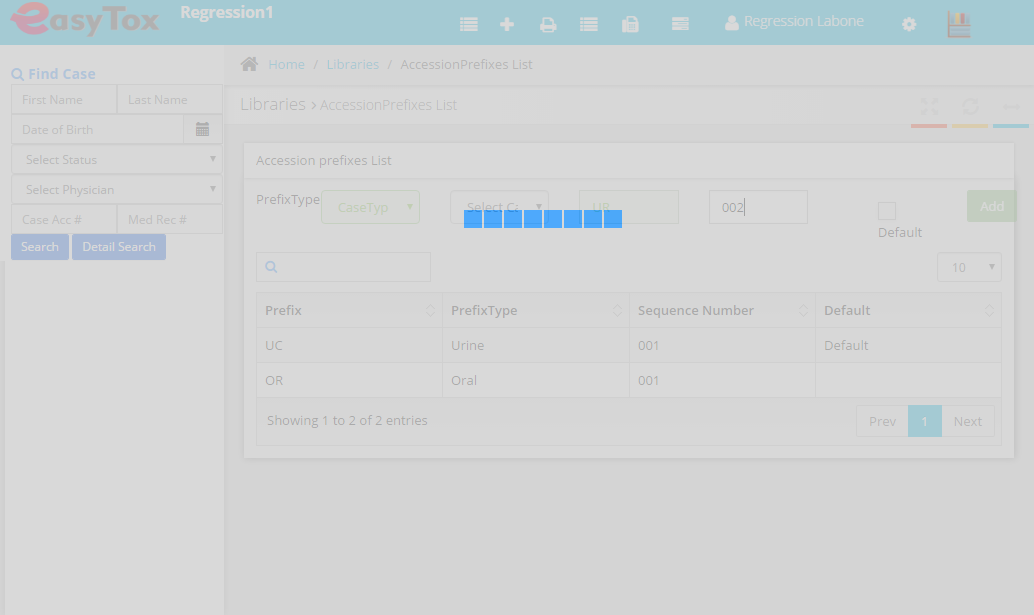 easyTox
Regression1
Regression Labone
Find Case
First Name
Last Name
Date of Birth
Select Status
Select Physician
Case Acc #
Med Rec #
Search
Detail Search
Home / Libraries / AccessionPrefixes List
Libraries > AccessionPrefixes List
Accession prefixes List
PrefixType
CaseTyp
Select Ca
UR
002
Default
Add
10
Prefix
PrefixType
Sequence Number
Default
UC
Urine
001
Default
OR
Oral
001
Showing 1 to 2 of 2 entries
Prev
1
Next